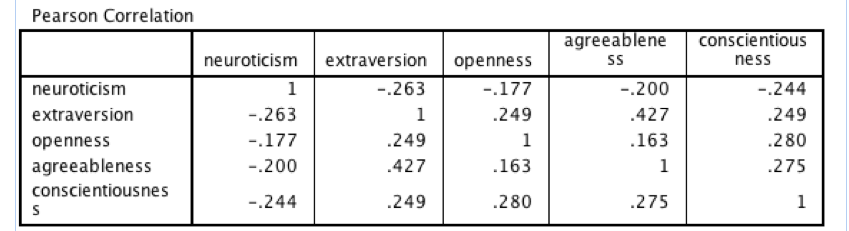 Pearson Correlation
neuroticism extraversion openness agreeablene ss conscientious ness
neuroticism 1 -.263 -.177 -.200 -.244
extraversion -.263 1 .249 .427 .249
openness -.177 .249 1 .163 .280
agreeableness -.200 .427 .163 1 .275
conscientiousnes s -.244 .249 .280 .275 1